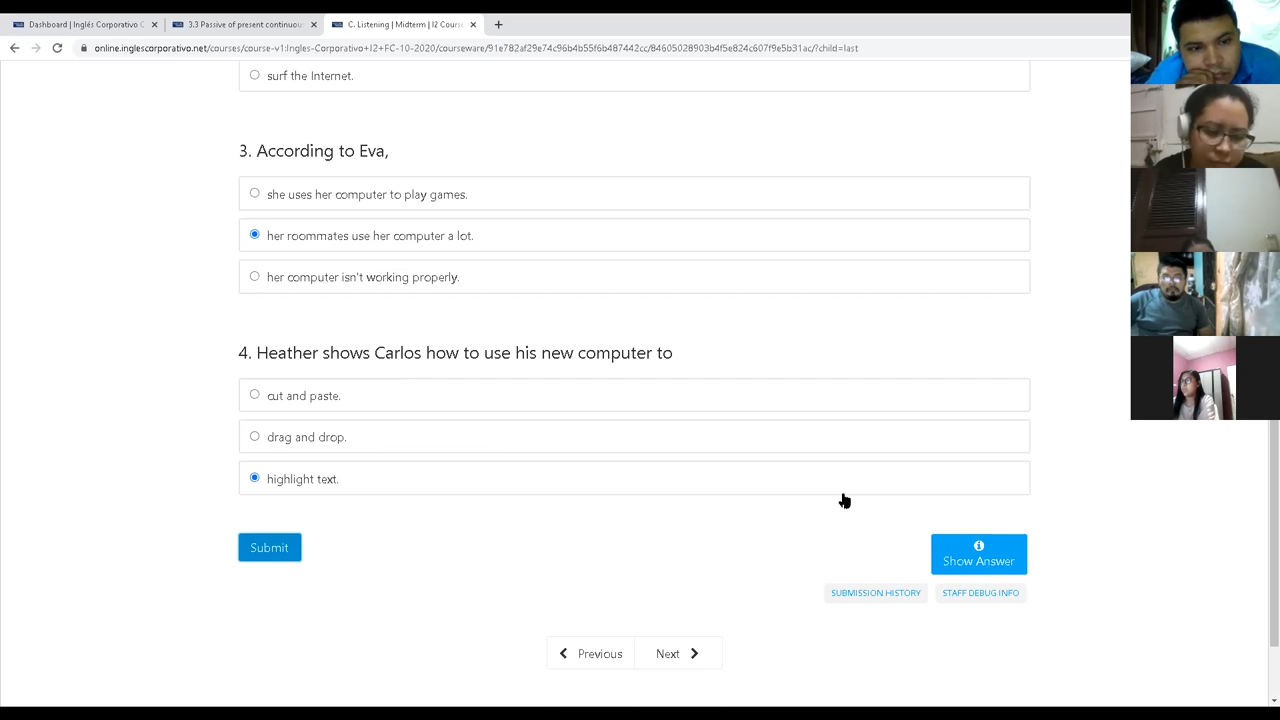 Dashboard | Inglés Corporativo C
3.3 Passive of present continuou
C. Listening | Midterm | I2 Cours
online.inglescorporativo.net/courses/course-v1:Ingles-Corporativo+I2+FC-10-2020/courseware/91e782af29e74c96b4b55f6b487442cc/84605028903b4f5e824c607f9e5b31ac/?child=last
surf the Internet.
3. According to Eva,
she uses her computer to play games.
her roommates use her computer a lot.
her computer isn't working properly.
4. Heather shows Carlos how to use his new computer to
cut and paste.
drag and drop.
highlight text.
Submit
Show Answer
SUBMISSION HISTORY
STAFF DEBUG INFO
Previous
Next